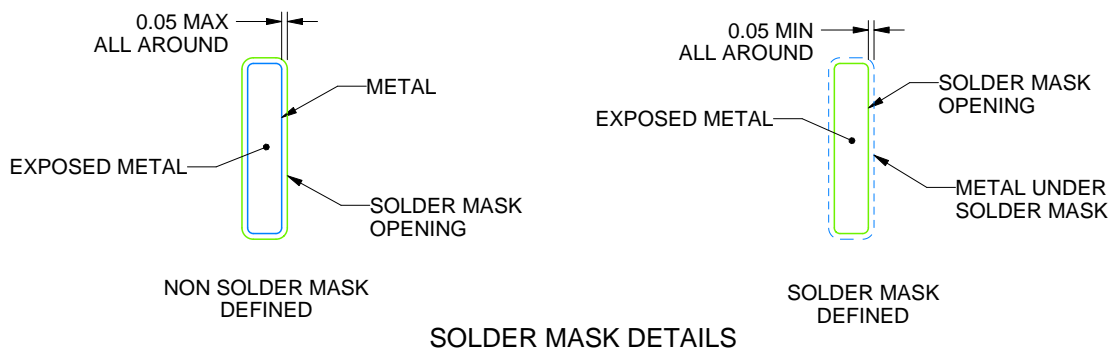 0.05 MAX
ALL AROUND
METAL
EXPOSED METAL
SOLDER MASK
OPENING
NON SOLDER MASK
DEFINED
0.05 MIN
ALL AROUND
SOLDER MASK
OPENING
EXPOSED METAL
METAL UNDER
SOLDER MASK
SOLDER MASK
DEFINED
SOLDER MASK DETAILS